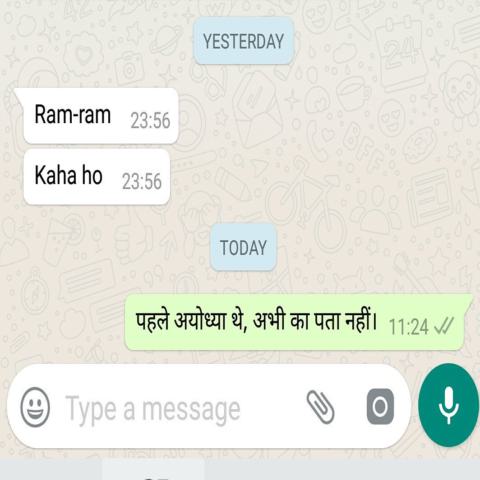 YESTERDAY
Ram-ram 23:56
Kaha ho 23:56
TODAY
पहले अयोध्या थे, अभी का पता नहीं। 11:24
Type a message